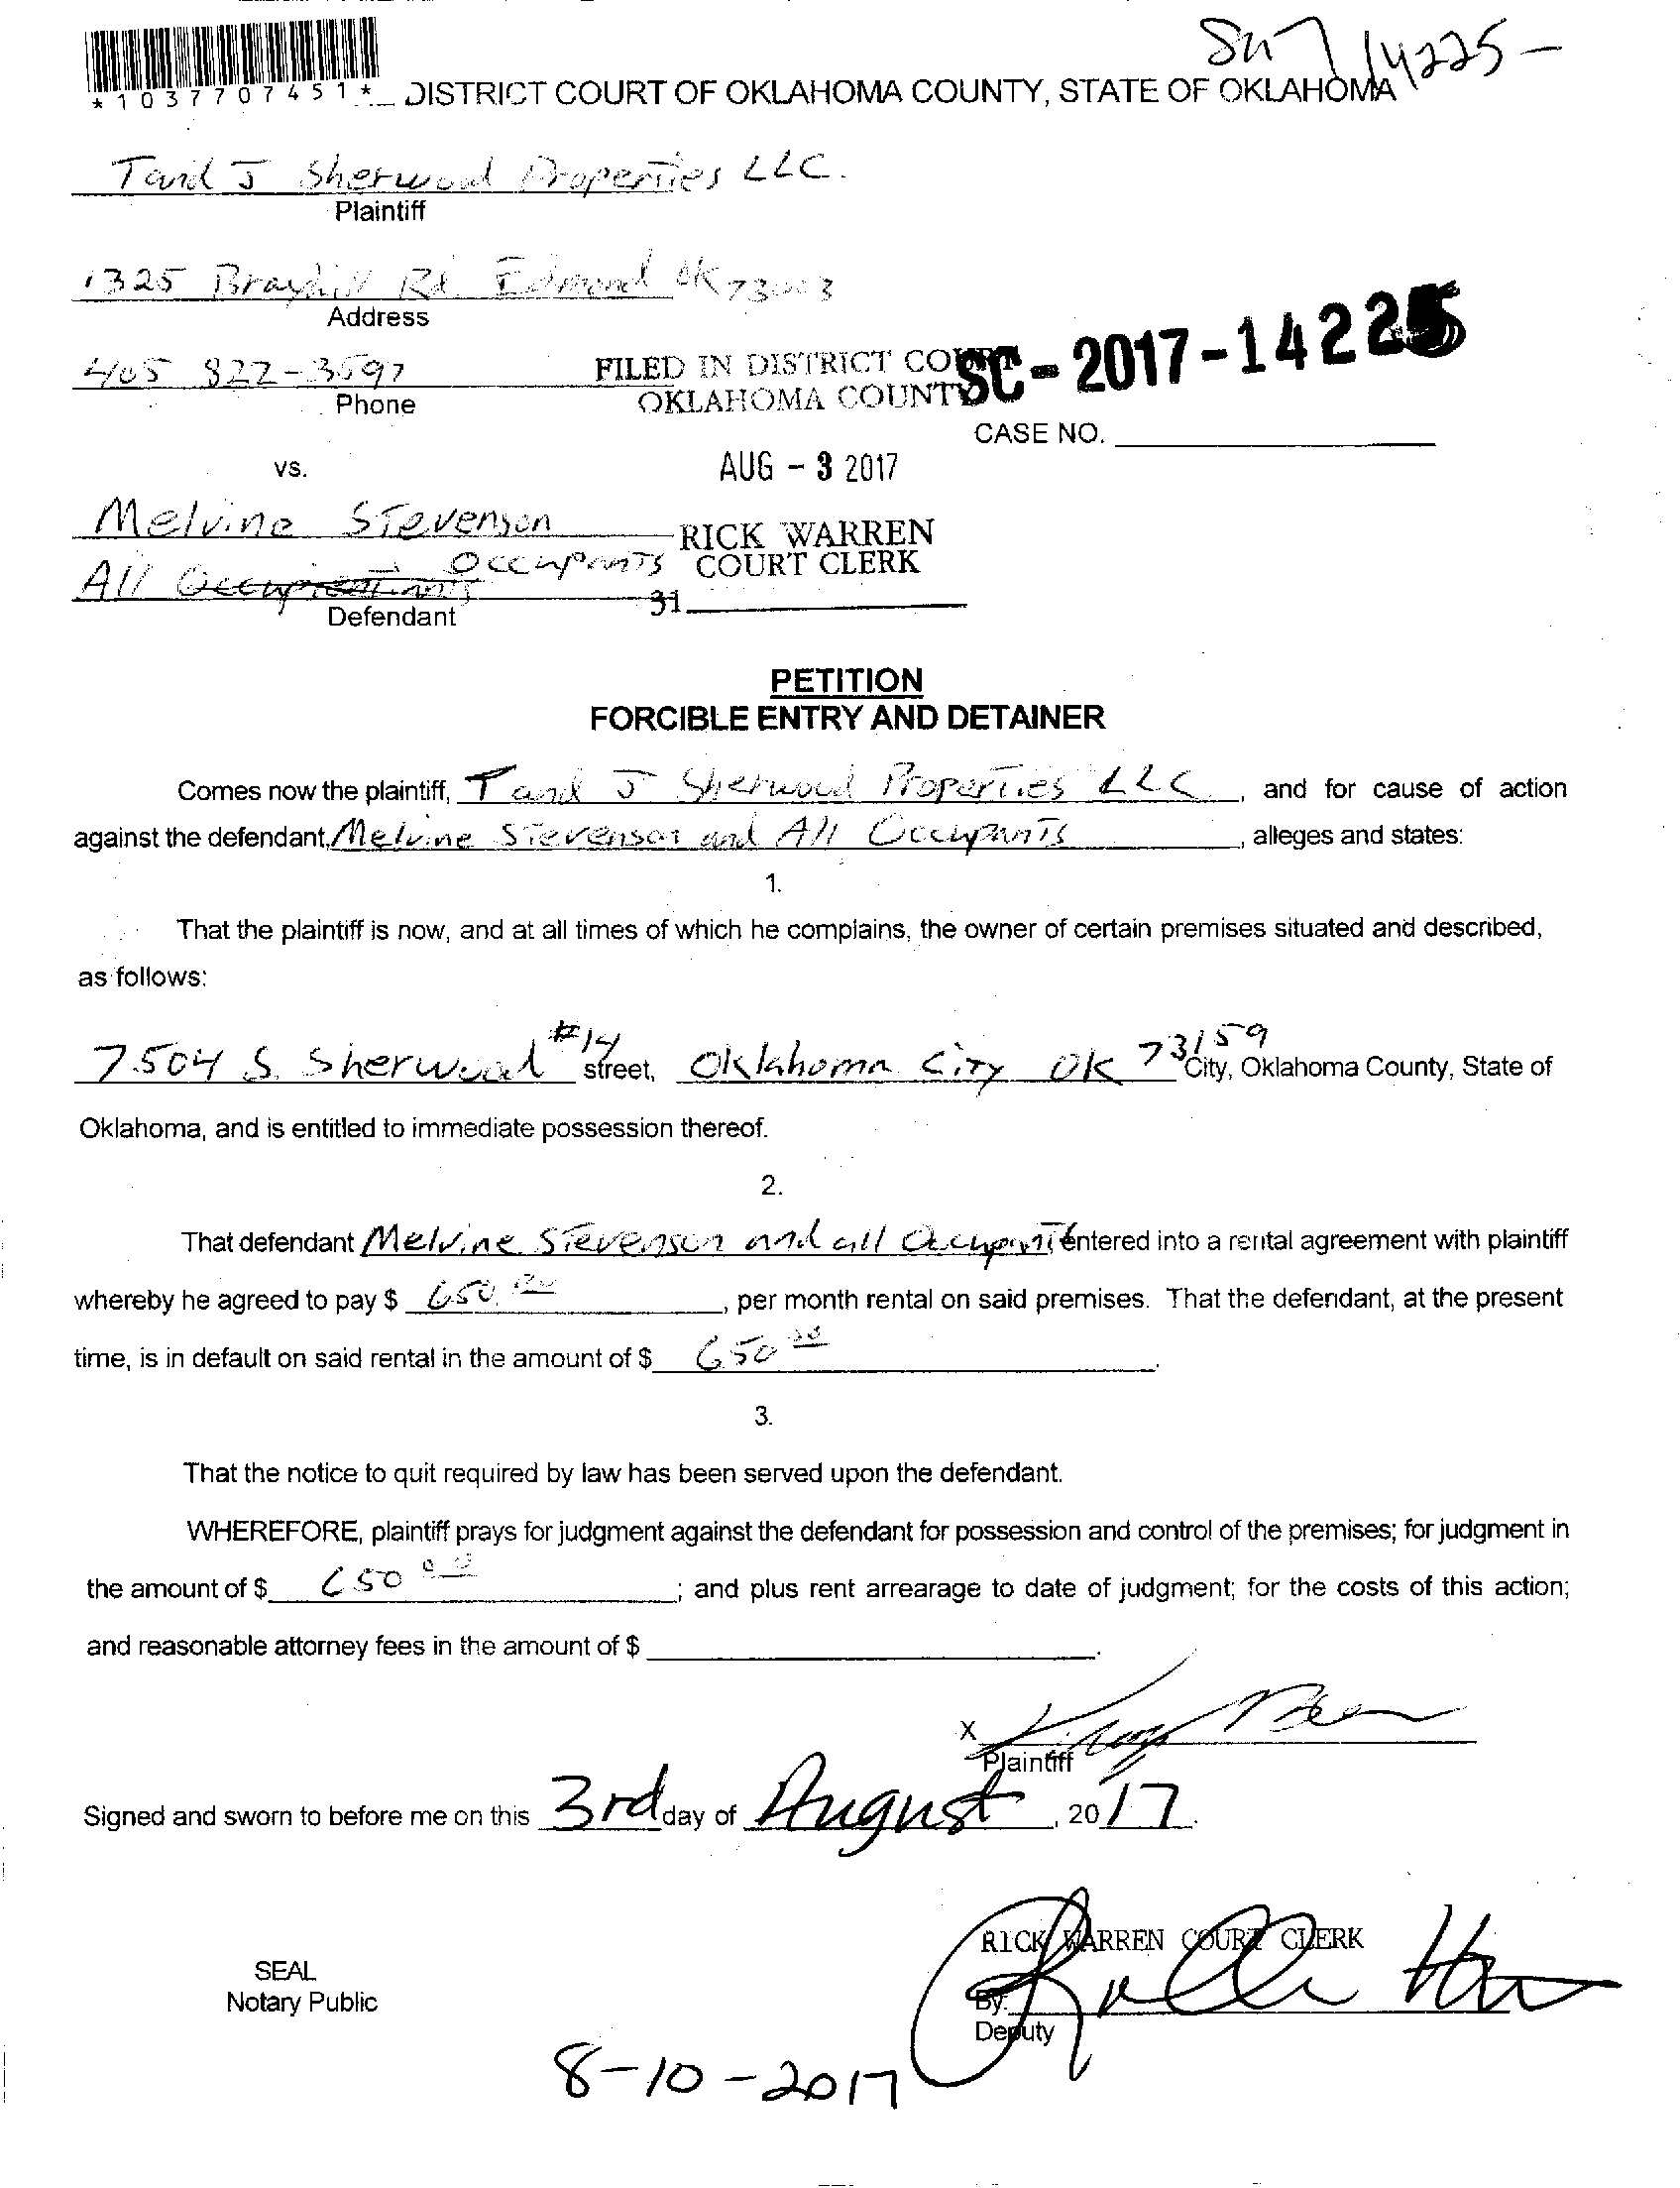 SC17 14225-
*1037707451*
DISTRICT COURT OF OKLAHOMA COUNTY, STATE OF OKLAHOMA
T and J Sherwood Properties LLC.
Plaintiff
1325 Brayhill Rd. Edmond OK 73003
Address
405 822-3597
Phone
FILED IN DISTRICT COURT
OKLAHOMA COUNTY
SC-2017-14225
CASE NO.
vs.
AUG - 3 2017
Melvine Stevenson
RICK WARREN
COURT CLERK
All Occupants
31
Defendant
PETITION
FORCIBLE ENTRY AND DETAINER
Comes now the plaintiff, T and J Sherwood Properties LLC, and for cause of action
against the defendant, Melvine Stevenson and All Occupants, alleges and states:
1.
That the plaintiff is now, and at all times of which he complains, the owner of certain premises situated and described,
as follows:
7504 S. Sherwood #14 street, Oklahoma City OK 73159 City, Oklahoma County, State of
Oklahoma, and is entitled to immediate possession thereof.
2.
That defendant Melvine Stevenson and all Occupant entered into a rental agreement with plaintiff
whereby he agreed to pay $ 650.00, per month rental on said premises. That the defendant, at the present
time, is in default on said rental in the amount of $ 650 00.
3.
That the notice to quit required by law has been served upon the defendant.
WHEREFORE, plaintiff prays for judgment against the defendant for possession and control of the premises; for judgment in
the amount of $ 650 00; and plus rent arrearage to date of judgment; for the costs of this action;
and reasonable attorney fees in the amount of $ .
X
Plaintiff
Signed and sworn to before me on this 3rd day of August, 2017.
RICK WARREN COURT CLERK
SEAL
Notary Public
By:
Deputy
8-10-2017